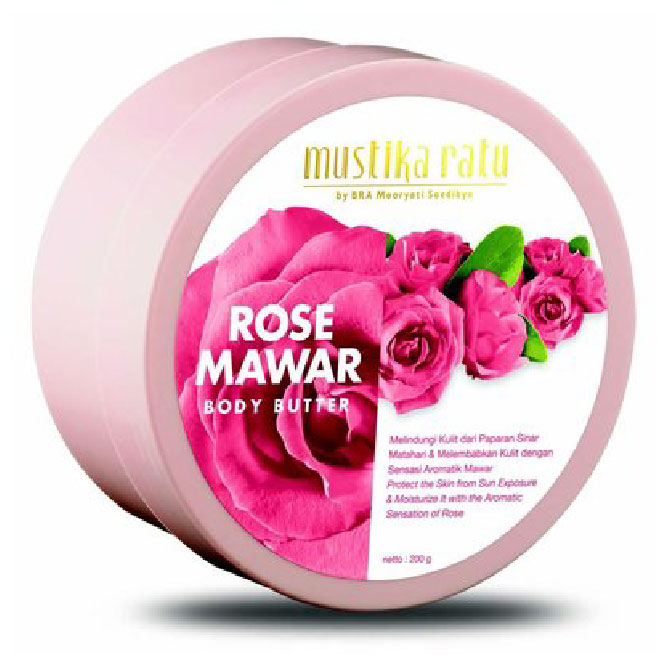 mustika ratu
by BRA Mooryati Soedibyo
ROSE
MAWAR
BODY BUTTER
Melindungi Kulit dari Paparan Sinar
Matahari & Melembabkan Kulit dengan
Sensasi Aromatik Mawar
Protect the Skin from Sun Exposure
& Moisturize It with the Aromatic
Sensation of Rose
netto : 200 g